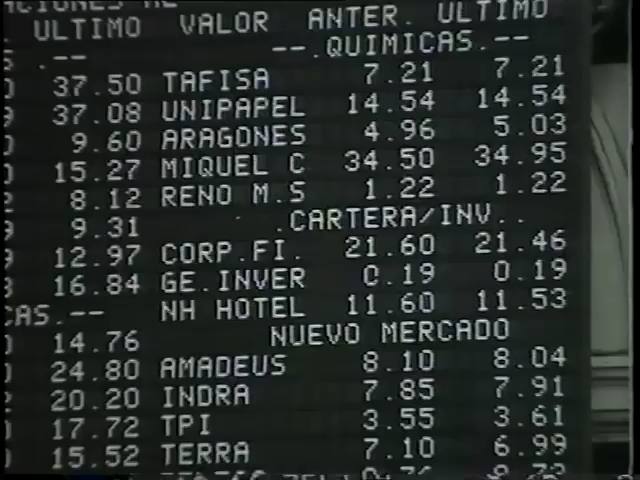 ULTIMO VALOR ANTER. ULTIMO
.-- --.QUIMICAS.--
37.50 TAFISA 7.21 7.21
37.08 UNIPAPEL 14.54 14.54
9.60 ARAGONES 4.96 5.03
15.27 MIQUEL C 34.50 34.95
8.12 RENO M.S 1.22 1.22
9.31 .CARTERA/INV..
12.97 CORP.FI. 21.60 21.46
16.84 GE.INVER 0.19 0.19
CAS.-- NH HOTEL 11.60 11.53
14.76 NUEVO MERCADO
24.80 AMADEUS 8.10 8.04
20.20 INDRA 7.85 7.91
17.72 TPI 3.55 3.61
15.52 TERRA 7.10 6.99